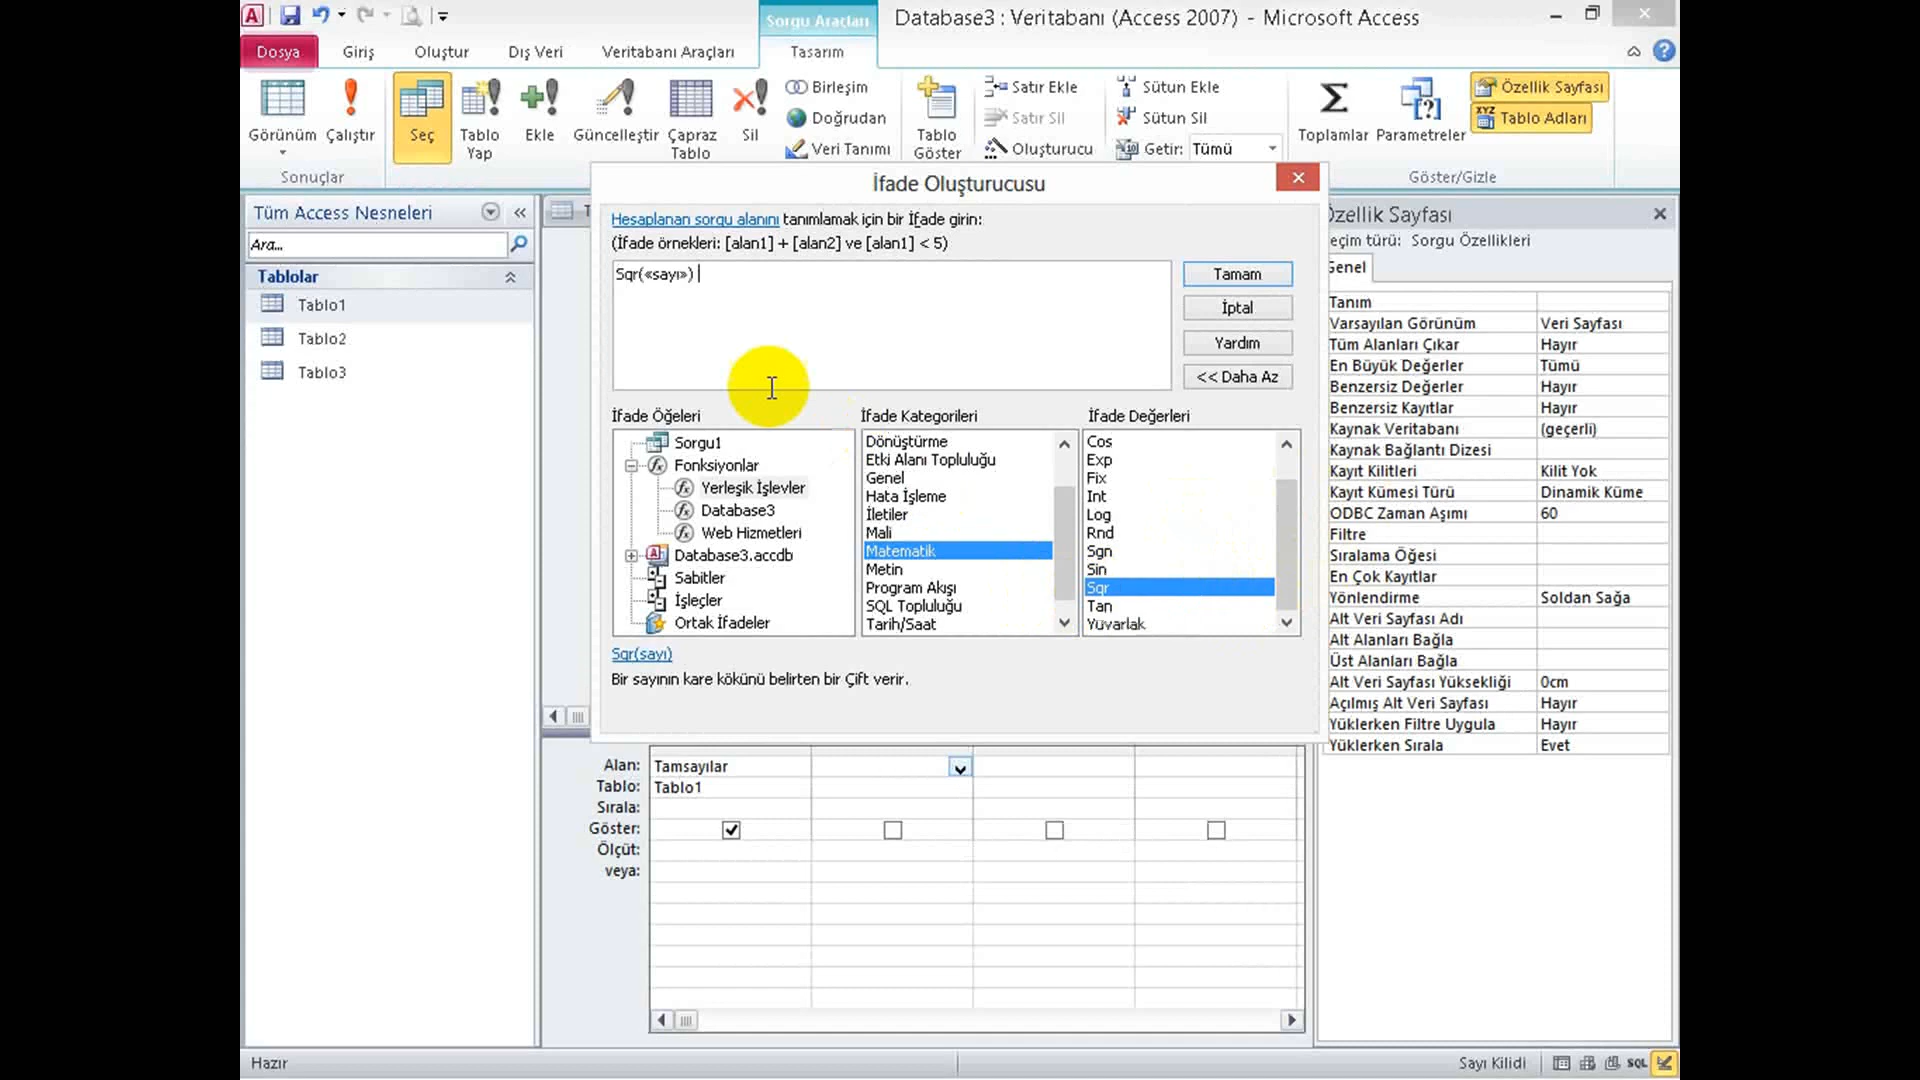 Sorgu Araçları
Database3 : Veritabanı (Access 2007) - Microsoft Access
Dosya
Giriş
Oluştur
Dış Veri
Veritabanı Araçları
Tasarım
Görünüm
Çalıştır
Seç
Tablo Yap
Ekle
Güncelleştir
Çapraz Tablo
Sil
Birleşim
Doğrudan
Veri Tanımı
Tablo Göster
Satır Ekle
Satır Sil
Oluşturucu
Sütun Ekle
Sütun Sil
Getir: Tümü
Toplamlar
Parametreler
Özellik Sayfası
Tablo Adları
Sonuçlar
Göster/Gizle
Tüm Access Nesneleri
Ara...
Tablolar
Tablo1
Tablo2
Tablo3
İfade Oluşturucusu
Hesaplanan sorgu alanını tanımlamak için bir İfade girin:
(İfade örnekleri: [alan1] + [alan2] ve [alan1] < 5)
Sqr(«sayı»)
Tamam
İptal
Yardım
<< Daha Az
İfade Öğeleri
Sorgu1
Fonksiyonlar
Yerleşik İşlevler
Database3
Web Hizmetleri
Database3.accdb
Sabitler
İşleçler
Ortak İfadeler
İfade Kategorileri
Dönüştürme
Etki Alanı Topluluğu
Genel
Hata İşleme
İletiler
Mali
Matematik
Metin
Program Akışı
SQL Topluluğu
Tarih/Saat
İfade Değerleri
Cos
Exp
Fix
Int
Log
Rnd
Sgn
Sin
Sqr
Tan
Yuvarlak
Sqr(sayı)
Bir sayının kare kökünü belirten bir Çift verir.
Özellik Sayfası
eçim türü: Sorgu Özellikleri
Genel
Tanım
Varsayılan Görünüm Veri Sayfası
Tüm Alanları Çıkar Hayır
En Büyük Değerler Tümü
Benzersiz Değerler Hayır
Benzersiz Kayıtlar Hayır
Kaynak Veritabanı (geçerli)
Kaynak Bağlantı Dizesi
Kayıt Kilitleri Kilit Yok
Kayıt Kümesi Türü Dinamik Küme
ODBC Zaman Aşımı 60
Filtre
Sıralama Öğesi
En Çok Kayıtlar
Yönlendirme Soldan Sağa
Alt Veri Sayfası Adı
Alt Alanları Bağla
Üst Alanları Bağla
Alt Veri Sayfası Yüksekliği 0cm
Açılmış Alt Veri Sayfası Hayır
Yüklerken Filtre Uygula Hayır
Yüklerken Sırala Evet
Alan: Tamsayılar
Tablo: Tablo1
Sırala:
Göster:
Ölçüt:
veya:
Hazır
Sayı Kilidi
SQL